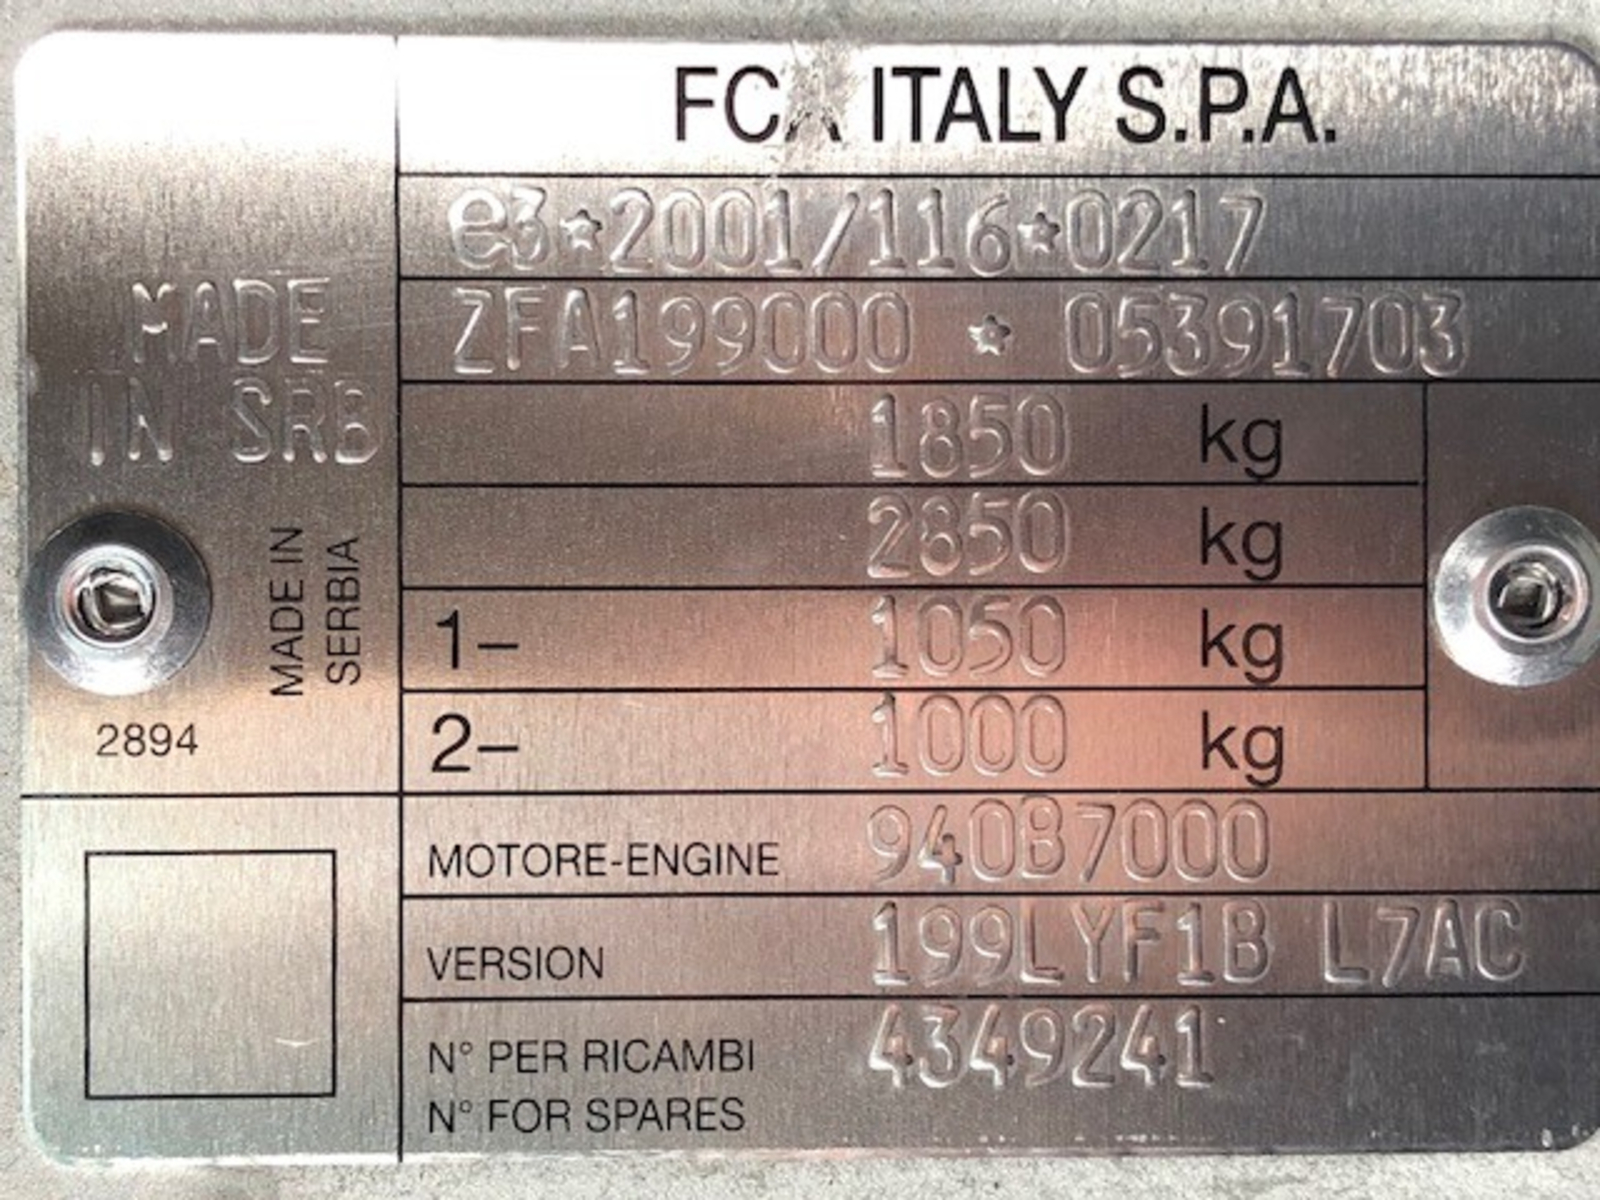 FCA ITALY S.P.A.
e3*2001/116*0217
ZFA199000 * 05391703
MADE
IN SRB
1850 kg
2850 kg
MADE IN
SERBIA
1- 1050 kg
2- 1000 kg
2894
MOTORE-ENGINE 940B7000
VERSION 199LYF1B L7AC
N° PER RICAMBI 4349241
N° FOR SPARES